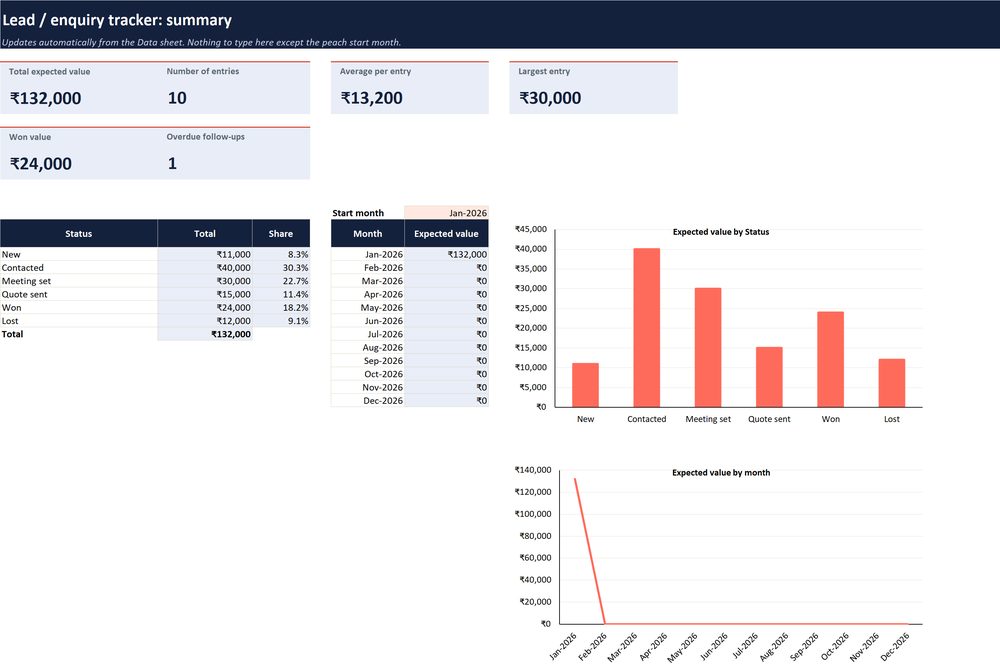 Lead / enquiry tracker: summary
Updates automatically from the Data sheet. Nothing to type here except the peach start month.
Total expected value Number of entries Average per entry Largest entry
₹132,000 10 ₹13,200 ₹30,000
Won value Overdue follow-ups
₹24,000 1
Start month Jan-2026
Status Total Share
New ₹11,000 8.3%
Contacted ₹40,000 30.3%
Meeting set ₹30,000 22.7%
Quote sent ₹15,000 11.4%
Won ₹24,000 18.2%
Lost ₹12,000 9.1%
Total ₹132,000
Month Expected value
Jan-2026 ₹132,000
Feb-2026 ₹0
Mar-2026 ₹0
Apr-2026 ₹0
May-2026 ₹0
Jun-2026 ₹0
Jul-2026 ₹0
Aug-2026 ₹0
Sep-2026 ₹0
Oct-2026 ₹0
Nov-2026 ₹0
Dec-2026 ₹0
Expected value by Status
₹45,000
₹40,000
₹35,000
₹30,000
₹25,000
₹20,000
₹15,000
₹10,000
₹5,000
₹0
New Contacted Meeting set Quote sent Won Lost
Expected value by month
₹140,000
₹120,000
₹100,000
₹80,000
₹60,000
₹40,000
₹20,000
₹0
Jan-2026 Feb-2026 Mar-2026 Apr-2026 May-2026 Jun-2026 Jul-2026 Aug-2026 Sep-2026 Oct-2026 Nov-2026 Dec-2026